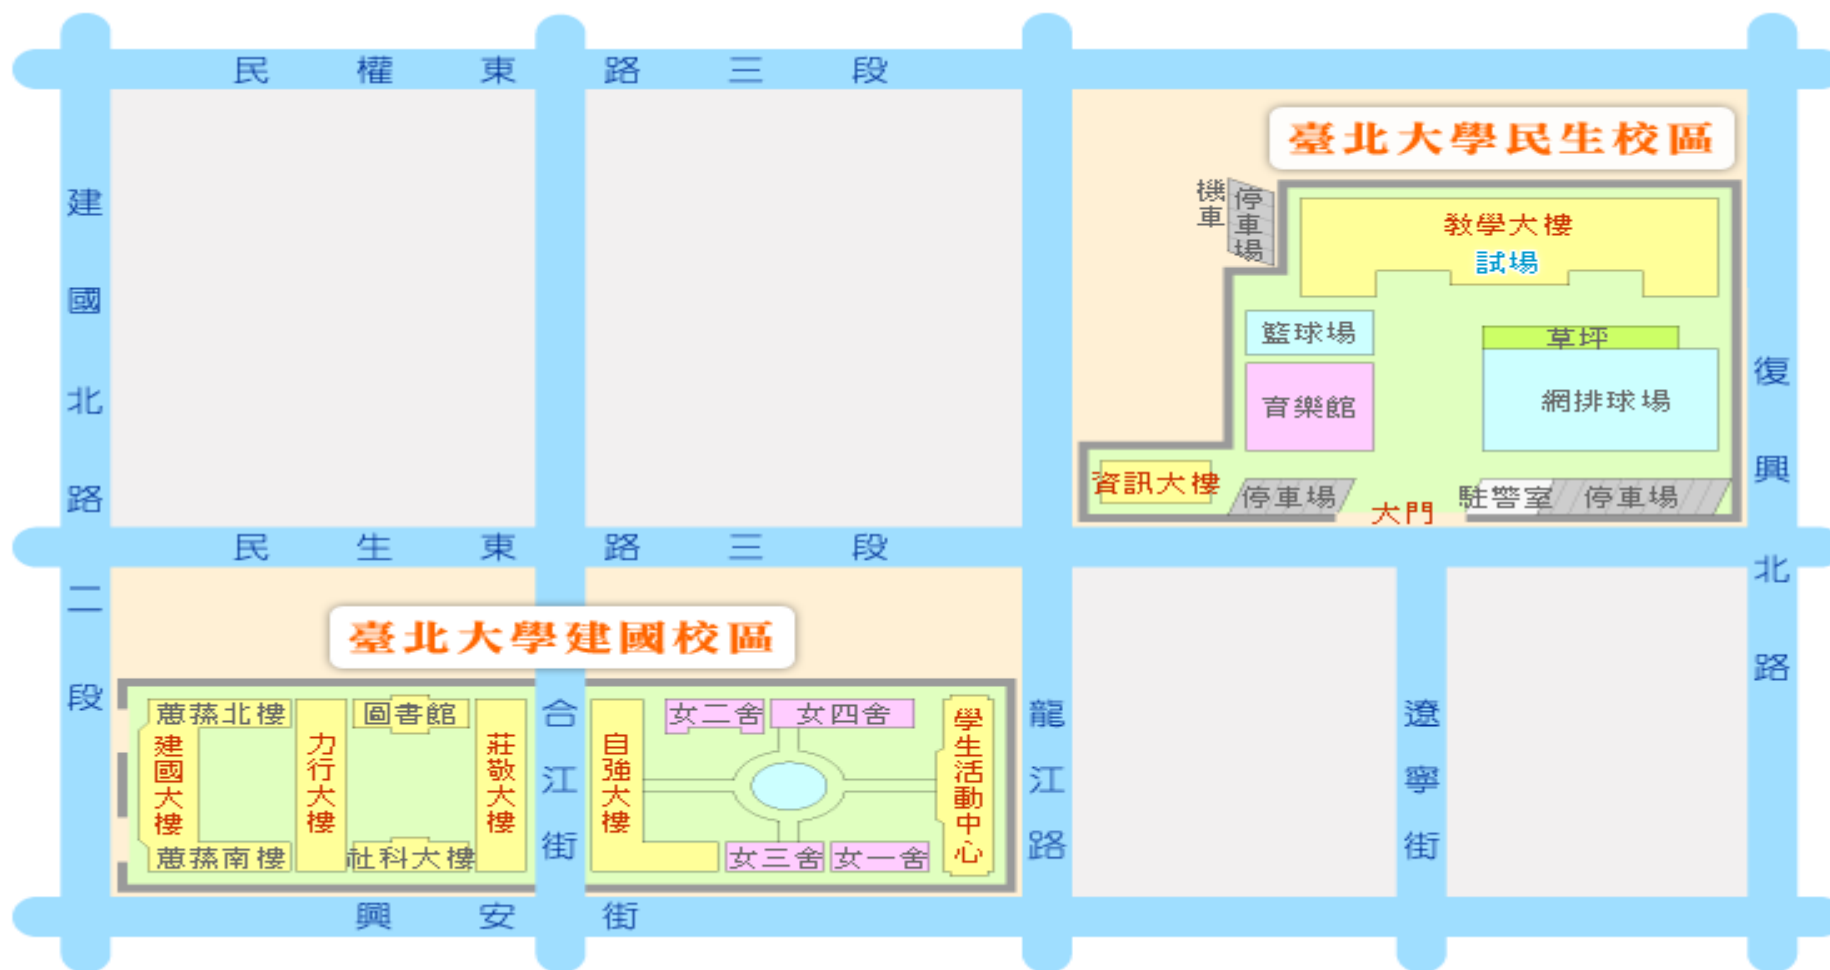 民權東路三段
臺北大學民生校區
建國北路二段
機車
停車場
教學大樓
試場
籃球場
草坪
育樂館
網排球場
復興北路
資訊大樓
停車場
大門
駐警室
停車場
民生東路三段
臺北大學建國校區
蕙蓀北樓
圖書館
女二舍
女四舍
建國大樓
力行大樓
莊敬大樓
合江街
自強大樓
學生活動中心
龍江路
遼寧街
蕙蓀南樓
社科大樓
女三舍
女一舍
興安街